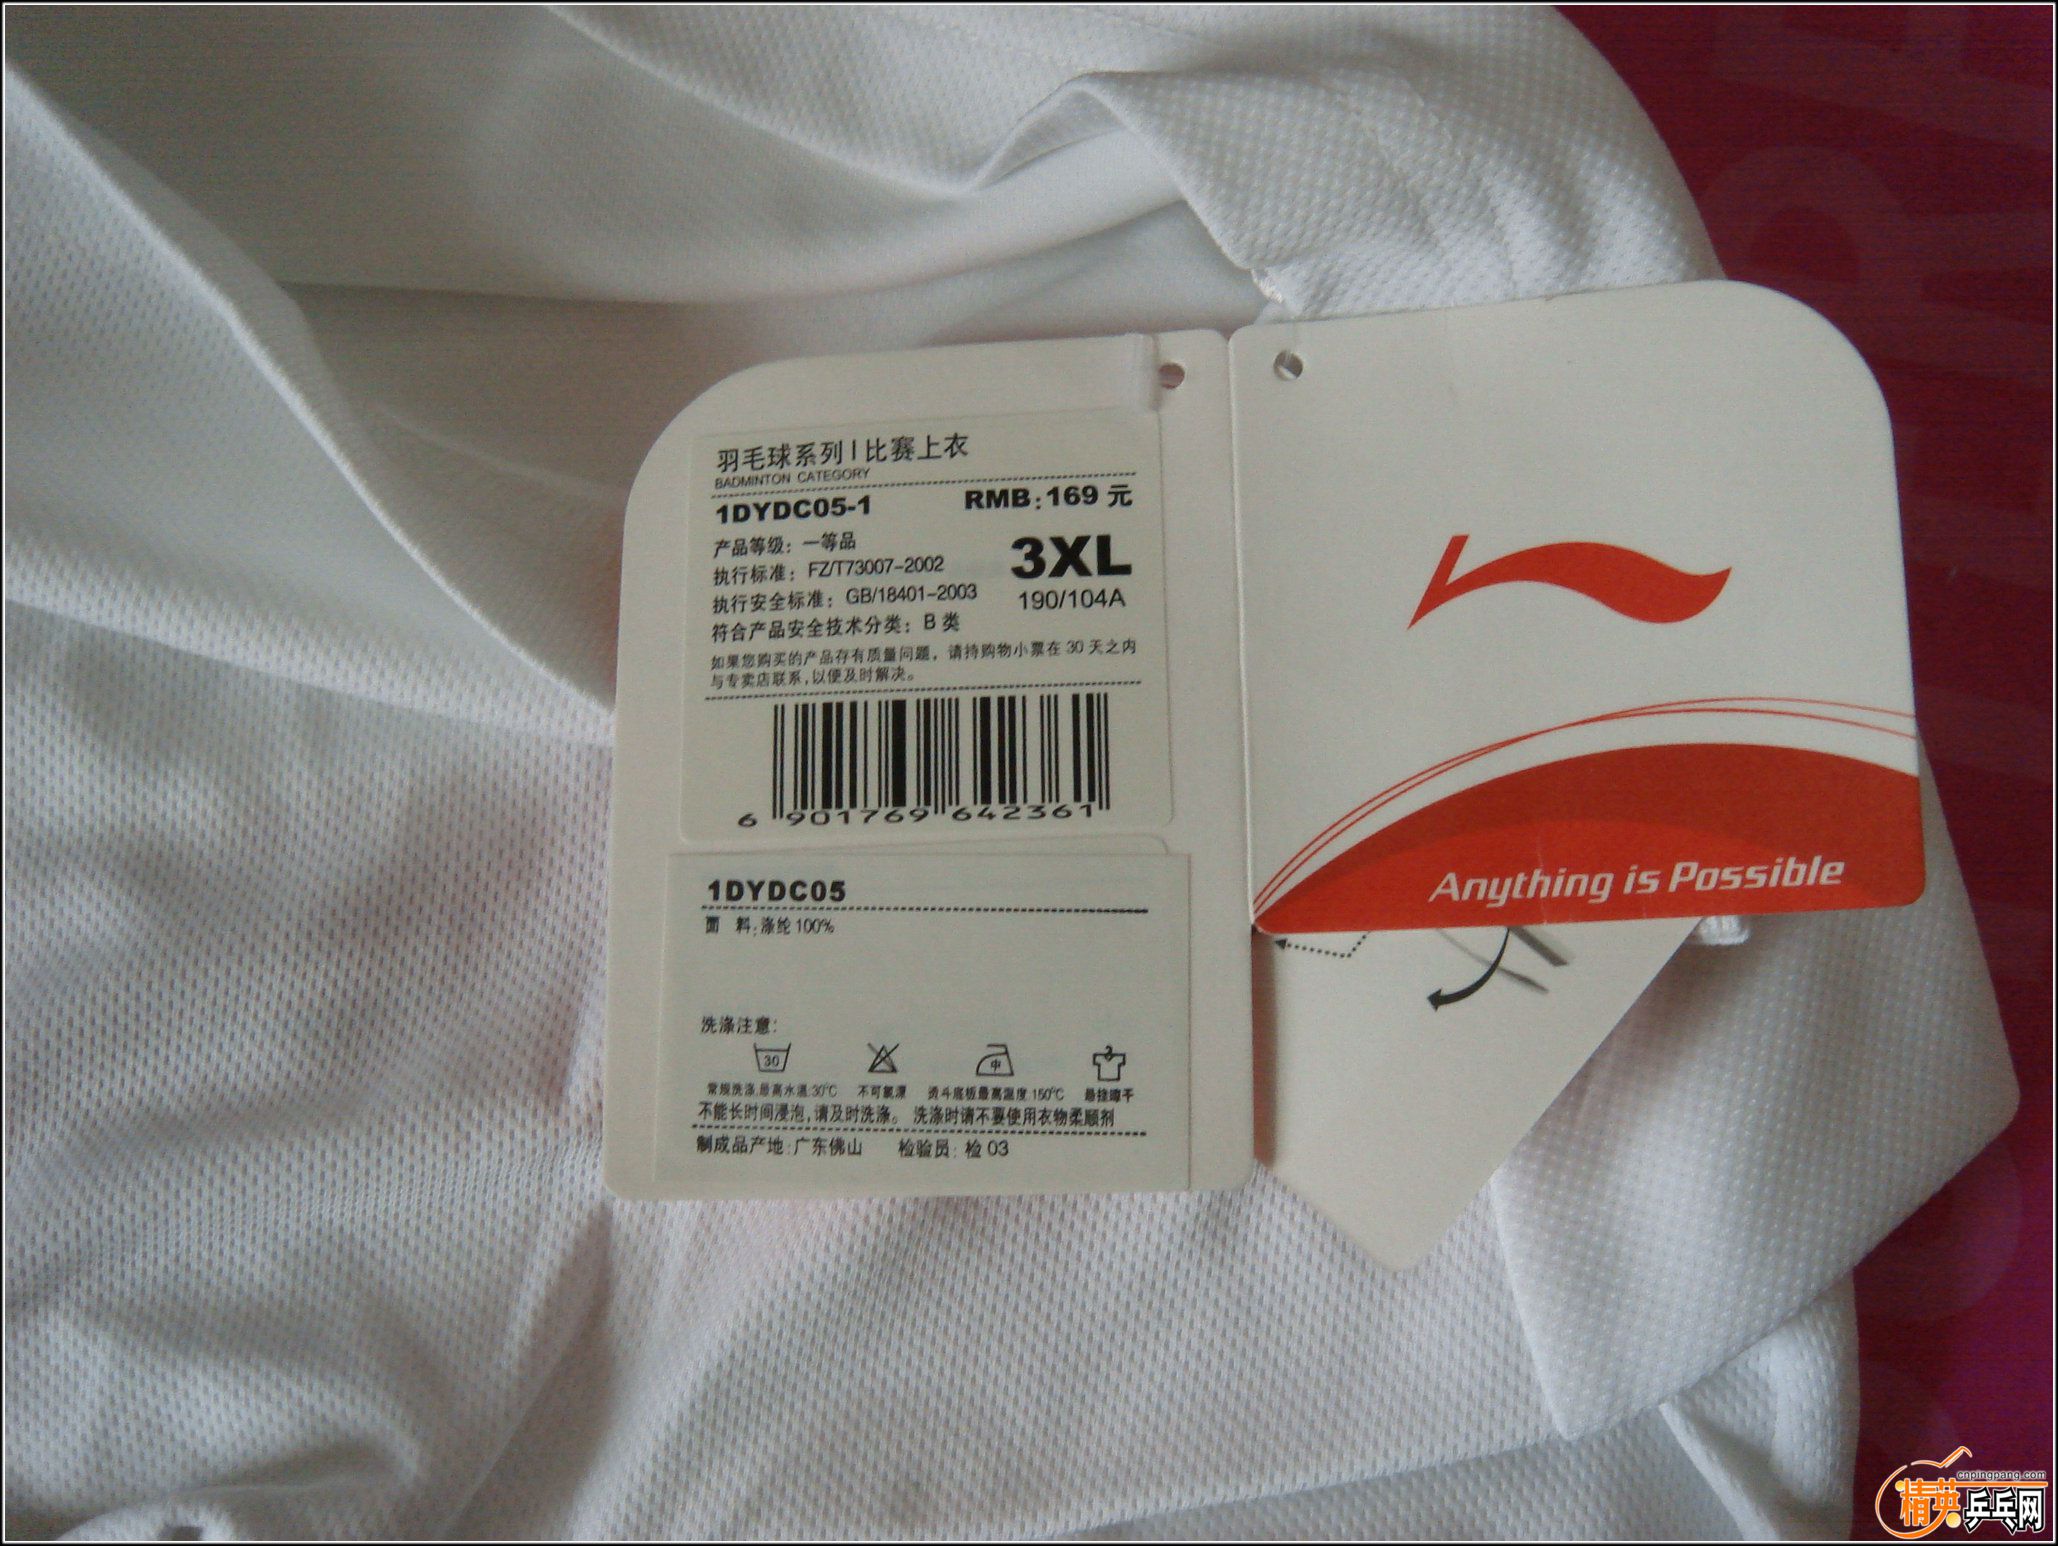 羽毛球系列 | 比赛上衣
BADMINTON CATEGORY
1DYDC05-1 RMB: 169 元
产品等级: 一等品
3XL
执行标准: FZ/T73007-2002
190/104A
执行安全标准: GB/18401-2003
符合产品安全技术分类: B 类
如果您购买的产品存有质量问题, 请持购物小票在 30 天之内
与专卖店联系, 以便及时解决。
6 901769 642361
1DYDC05
面 料: 涤纶 100%
洗涤注意:
30
中
常规洗涤.最高水温:30℃ 不可氯漂 烫斗底板最高温度:150℃ 悬挂晾干
不能长时间浸泡, 请及时洗涤。 洗涤时请不要使用衣物柔顺剂
制成品产地: 广东佛山 检验员: 检 03
Anything is Possible
cnpingpang.com
精英乒乓网